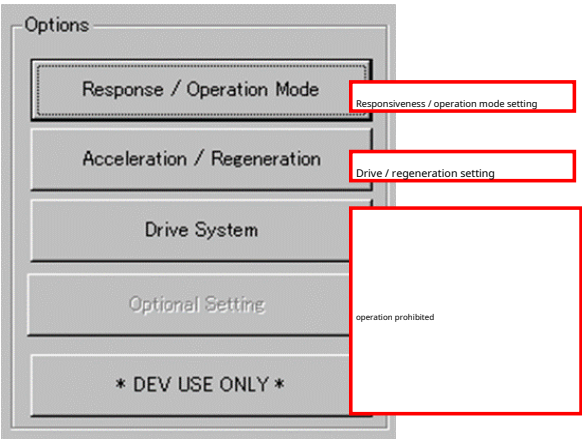 Options
Response / Operation Mode
Responsiveness / operation mode setting
Acceleration / Regeneration
Drive / regeneration setting
Drive System
Optional Setting
operation prohibited
* DEV USE ONLY *